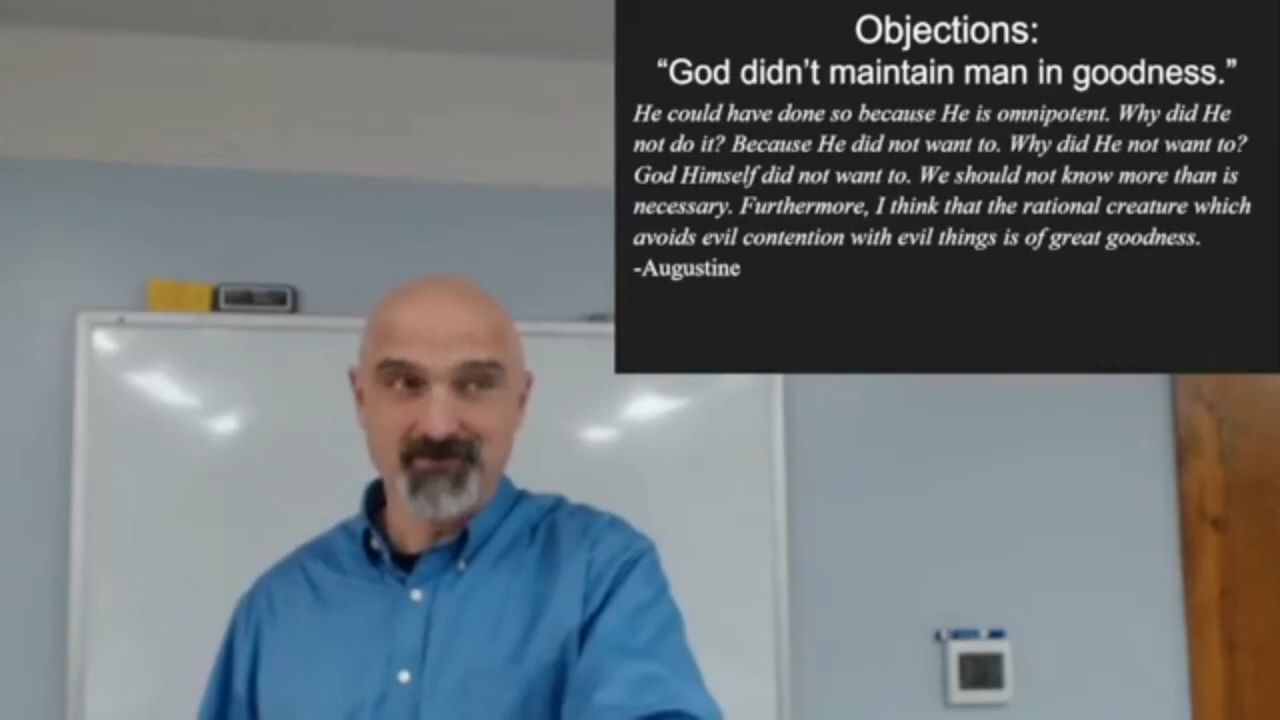 Objections:
“God didn’t maintain man in goodness.”
He could have done so because He is omnipotent. Why did He
not do it? Because He did not want to. Why did He not want to?
God Himself did not want to. We should not know more than is
necessary. Furthermore, I think that the rational creature which
avoids evil contention with evil things is of great goodness.
-Augustine